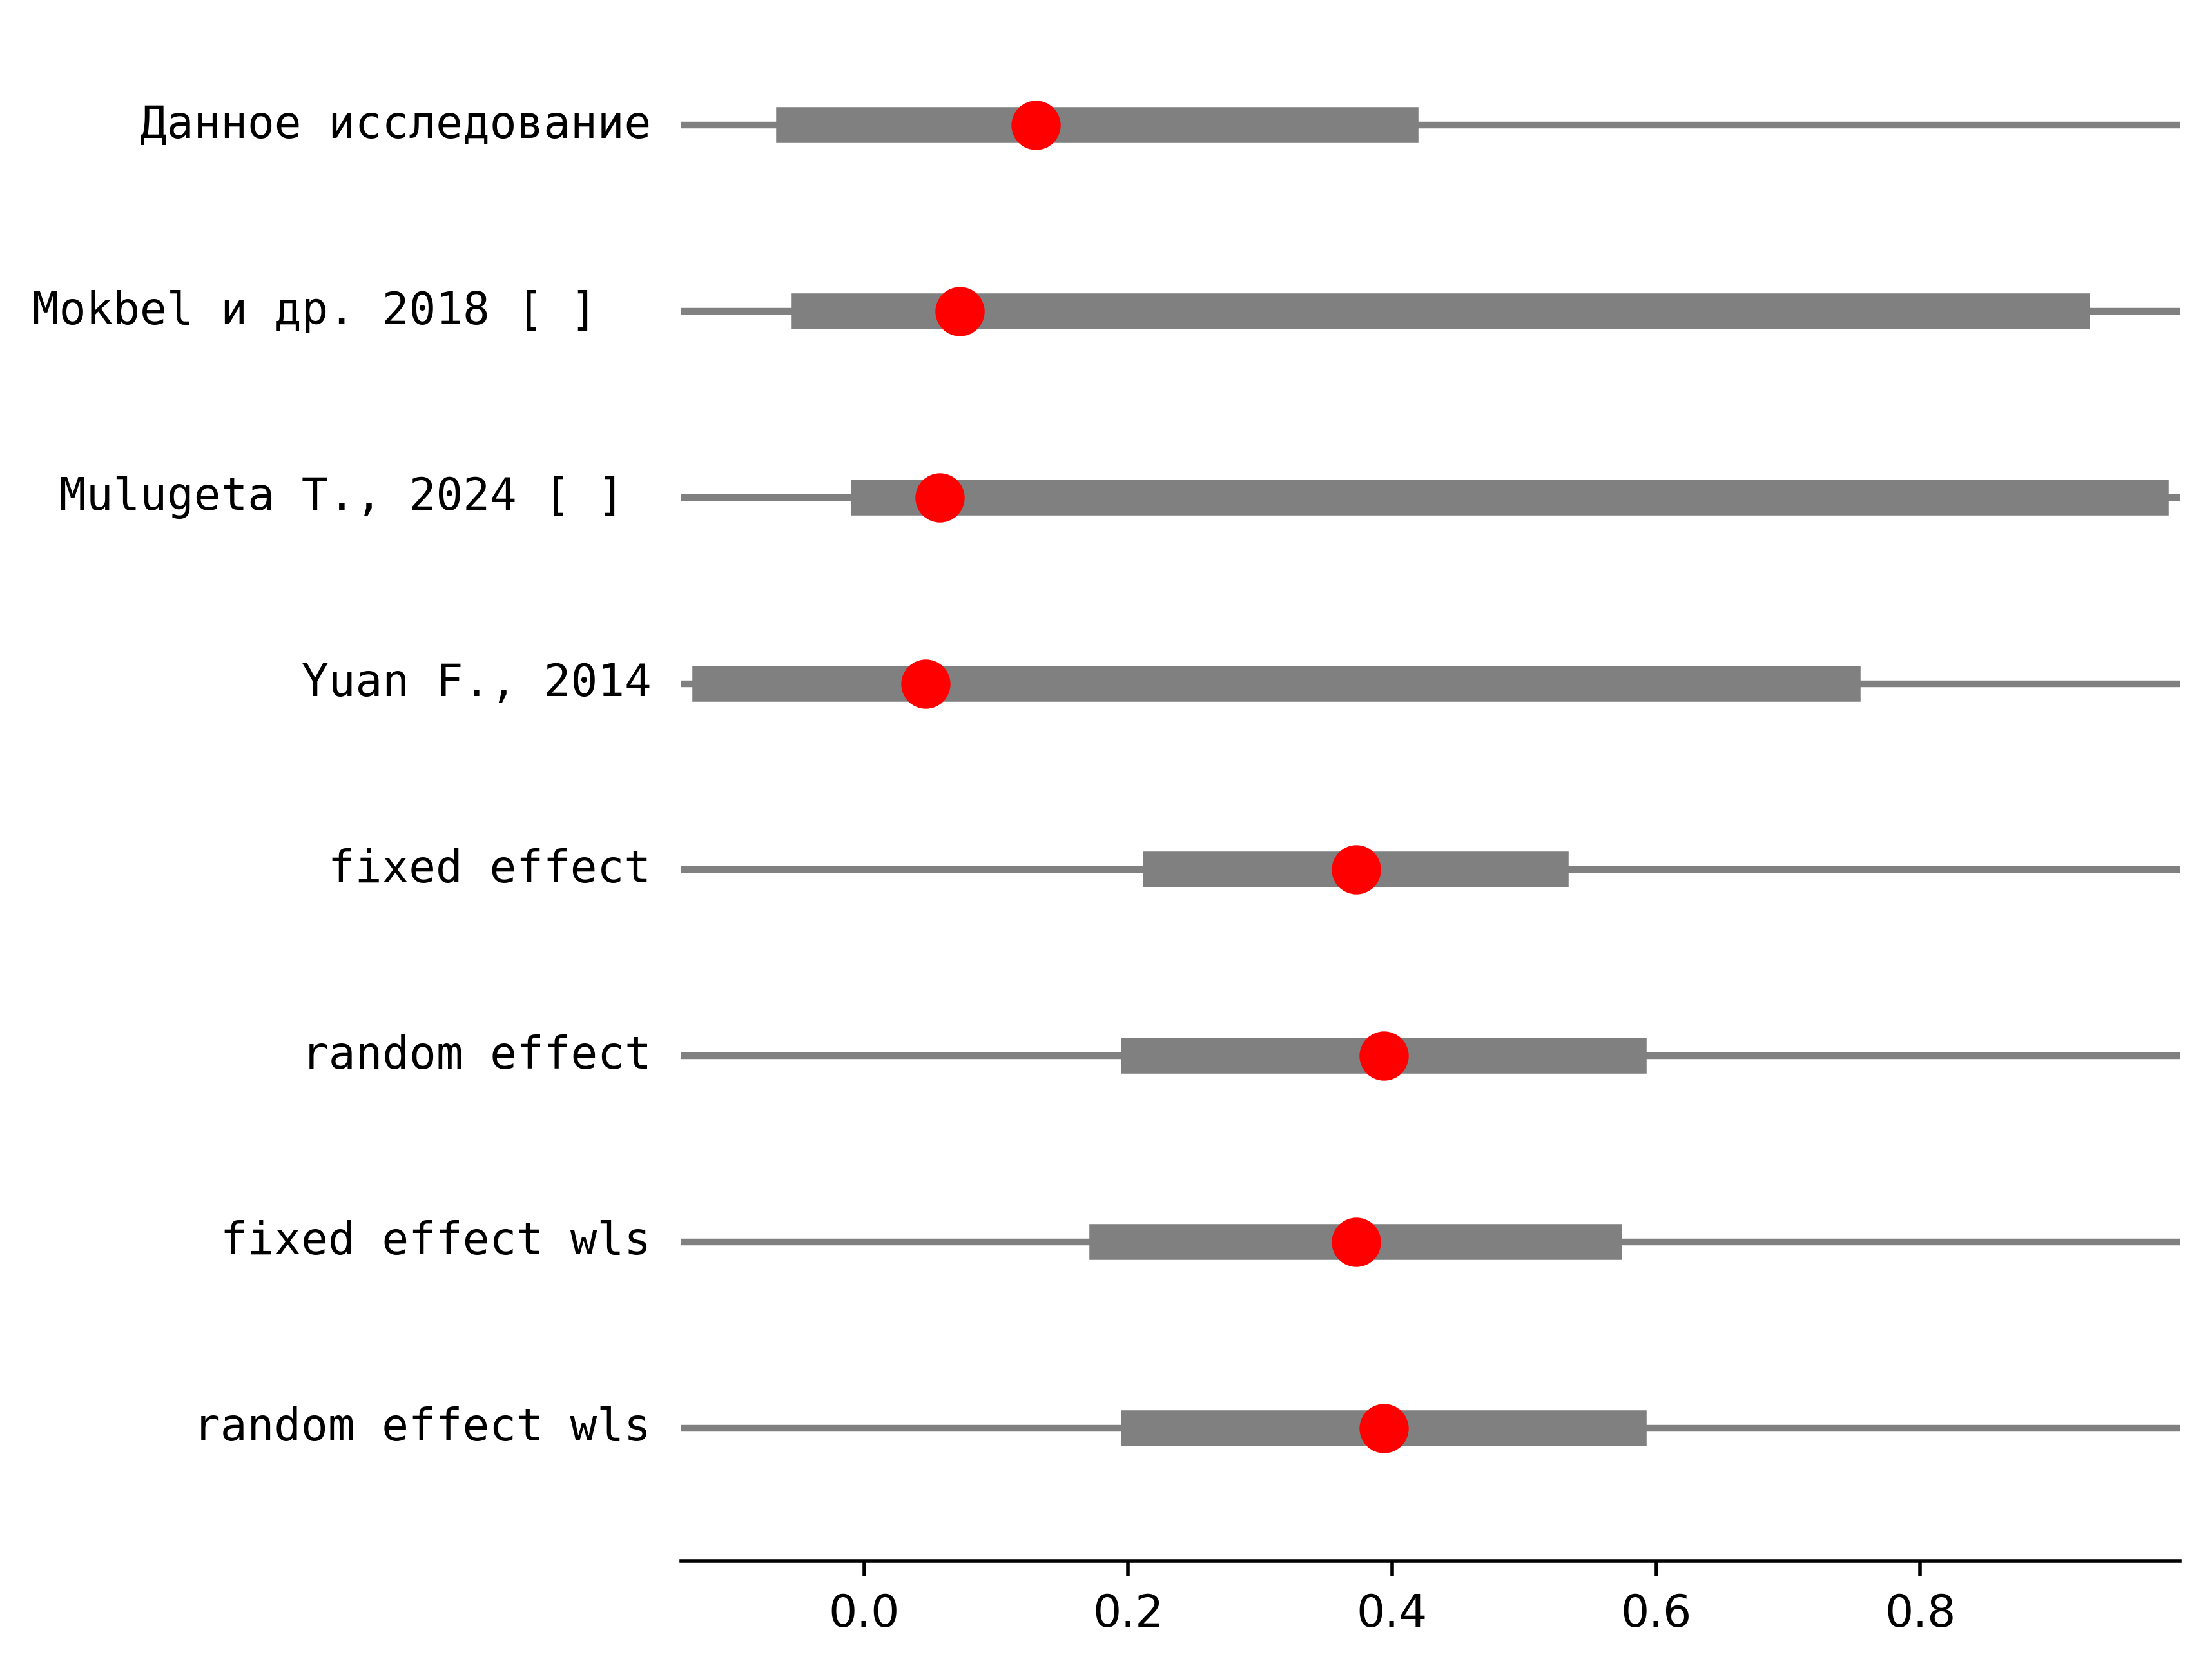 Данное исследование
Mokbel и др. 2018 [ ]
Mulugeta T., 2024 [ ]
Yuan F., 2014
fixed effect
random effect
fixed effect wls
random effect wls
0.0 0.2 0.4 0.6 0.8